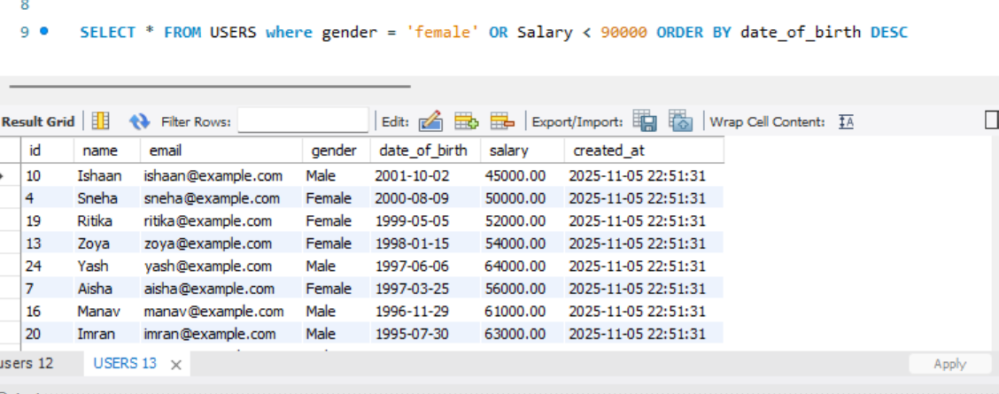 8
9 SELECT * FROM USERS where gender = 'female' OR Salary < 90000 ORDER BY date_of_birth DESC
Result Grid Filter Rows: Edit: Export/Import: Wrap Cell Content: IA
id name email gender date_of_birth salary created_at
10 Ishaan ishaan@example.com Male 2001-10-02 45000.00 2025-11-05 22:51:31
4 Sneha sneha@example.com Female 2000-08-09 50000.00 2025-11-05 22:51:31
19 Ritika ritika@example.com Female 1999-05-05 52000.00 2025-11-05 22:51:31
13 Zoya zoya@example.com Female 1998-01-15 54000.00 2025-11-05 22:51:31
24 Yash yash@example.com Male 1997-06-06 64000.00 2025-11-05 22:51:31
7 Aisha aisha@example.com Female 1997-03-25 56000.00 2025-11-05 22:51:31
16 Manav manav@example.com Male 1996-11-29 61000.00 2025-11-05 22:51:31
20 Imran imran@example.com Male 1995-07-30 63000.00 2025-11-05 22:51:31
users 12 USERS 13 Apply